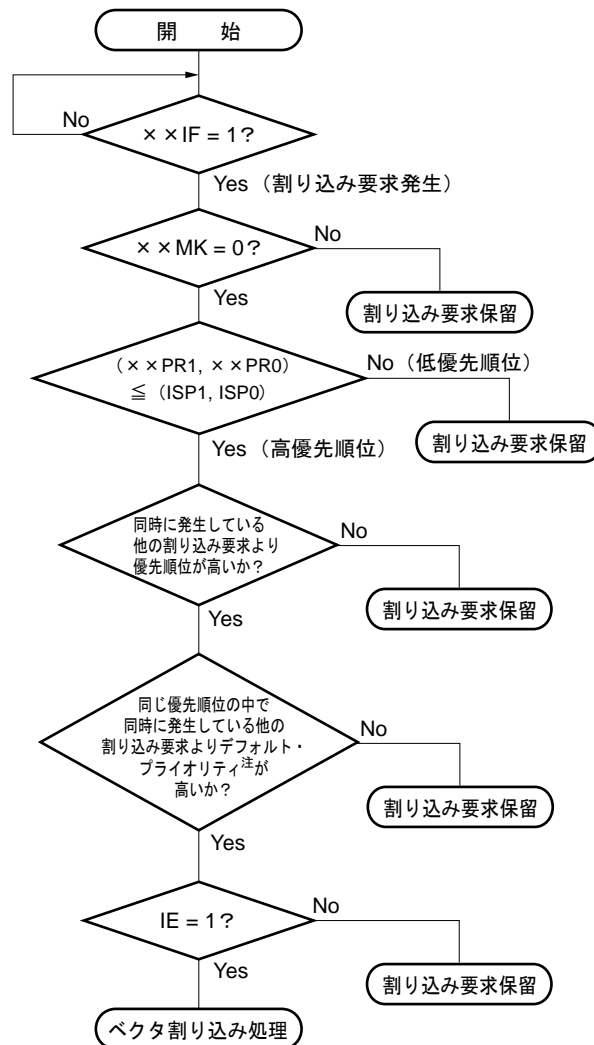 開 始
No
××IF = 1？
Yes（割り込み要求発生）
××MK = 0？
No
Yes
割り込み要求保留
（××PR1, ××PR0）
≦（ISP1, ISP0）
No（低優先順位）
Yes（高優先順位）
割り込み要求保留
同時に発生している
他の割り込み要求より
優先順位が高いか？
No
Yes
割り込み要求保留
同じ優先順位の中で
同時に発生している他の
割り込み要求よりデフォルト・
プライオリティ注が
高いか？
No
Yes
割り込み要求保留
IE = 1？
No
Yes
割り込み要求保留
ベクタ割り込み処理